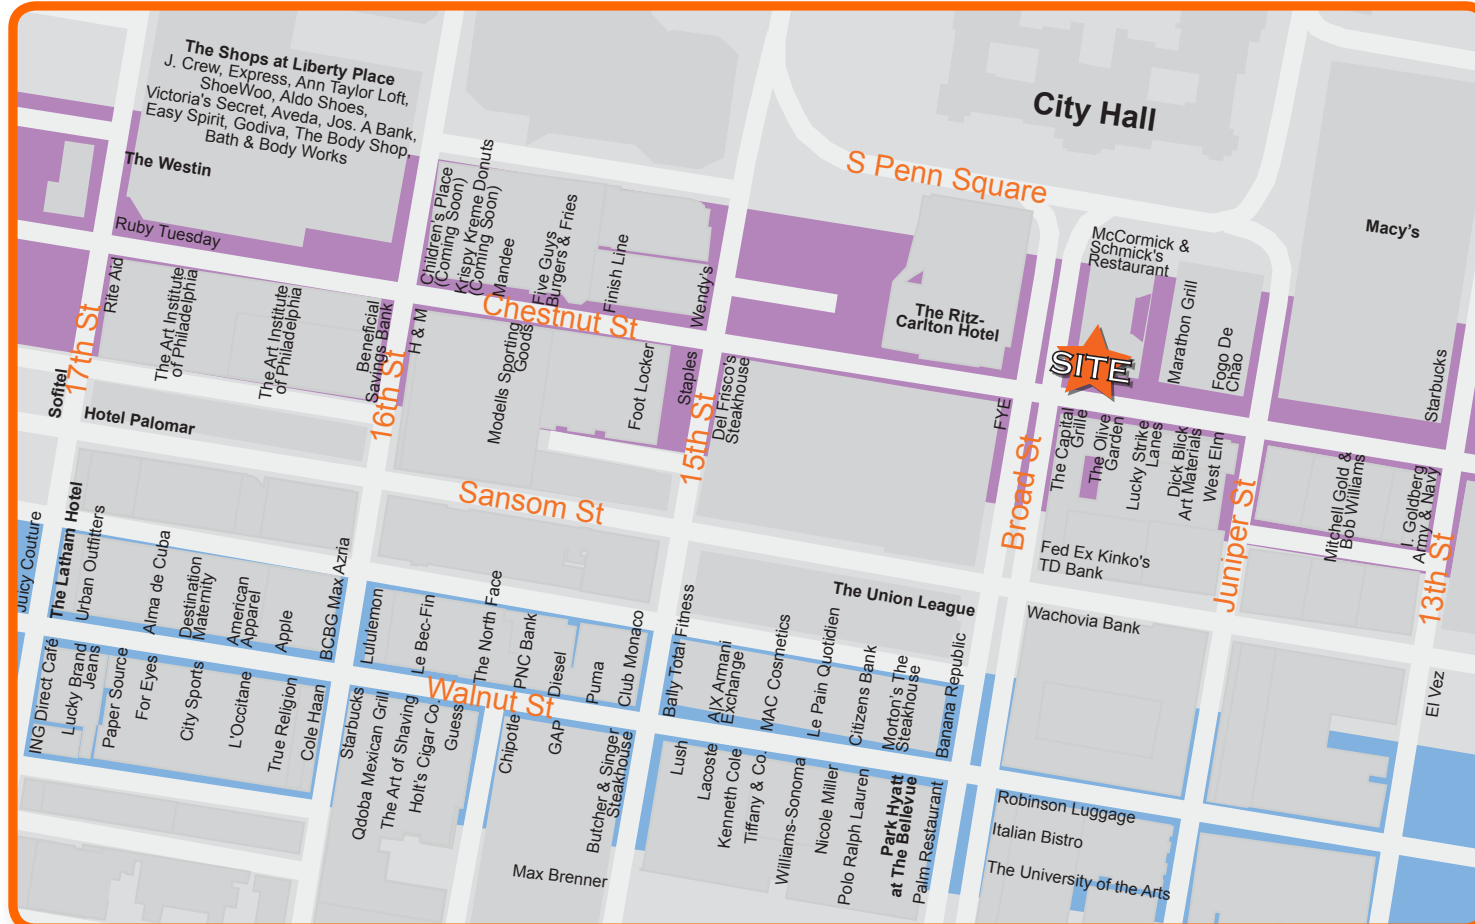 The Shops at Liberty Place
J. Crew, Express, Ann Taylor Loft,
ShoeWoo, Aldo Shoes,
Victoria's Secret, Aveda, Jos. A Bank,
Easy Spirit, Godiva, The Body Shop,
Bath & Body Works
The Westin
Ruby Tuesday
City Hall
S Penn Square
Macy's
Children's Place
(Coming Soon)
Krispy Kreme Donuts
(Coming Soon)
Mandee
Five Guys
Burgers & Fries
Finish Line
Wendy's
Chestnut St
The Ritz-
Carlton Hotel
McCormick &
Schmick's
Restaurant
SITE
Marathon Grill
Fogo De
Chao
Starbucks
17th St
Rite Aid
The Art Institute
of Philadelphia
The Art Institute
of Philadelphia
Beneficial
Savings Bank
16th St
H & M
Modells Sporting
Goods
Foot Locker
Staples
15th St
Del Frisco's
Steakhouse
FYE
Broad St
The Capital
Grille
The Olive
Garden
Lucky Strike
Lanes
Dick Blick
Art Materials
West Elm
Juniper St
Mitchell Gold &
Bob Williams
I. Goldberg
Army & Navy
13th St
Sofitel
Hotel Palomar
Sansom St
Fed Ex Kinko's
TD Bank
The Union League
Wachovia Bank
Juicy Couture
The Latham Hotel
Urban Outfitters
Alma de Cuba
Destination
Maternity
American
Apparel
Apple
BCBG Max Azria
Lululemon
Le Bec-Fin
The North Face
PNC Bank
Diesel
Puma
Club Monaco
Bally Total Fitness
A|X Armani
Exchange
MAC Cosmetics
Le Pain Quotidien
Citizens Bank
Morton's The
Steakhouse
Banana Republic
El Vez
Walnut St
ING Direct Café
Lucky Brand
Jeans
Paper Source
For Eyes
City Sports
L'Occitane
True Religion
Cole Haan
Starbucks
Qdoba Mexican Grill
The Art of Shaving
Holt's Cigar Co.
Guess
Chipotle
GAP
Butcher & Singer
Steakhouse
Max Brenner
Lush
Lacoste
Kenneth Cole
Tiffany & Co.
Williams-Sonoma
Nicole Miller
Polo Ralph Lauren
Park Hyatt
at The Bellevue
Palm Restaurant
Robinson Luggage
Italian Bistro
The University of the Arts